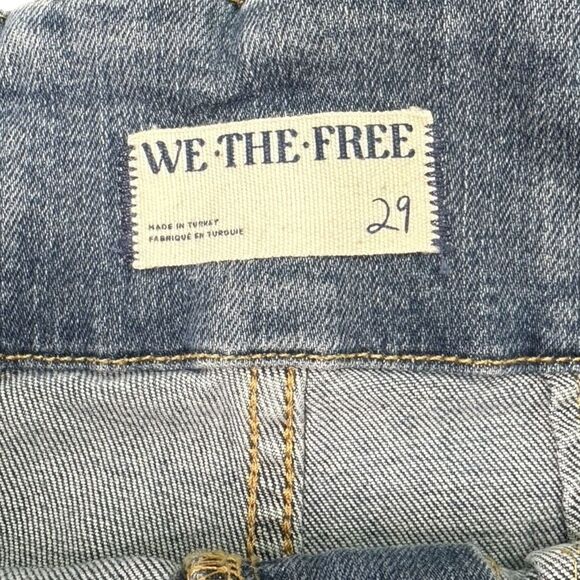 WE·THE·FREE
29
MADE IN TURKEY
FABRIQUÉ EN TURQUIE